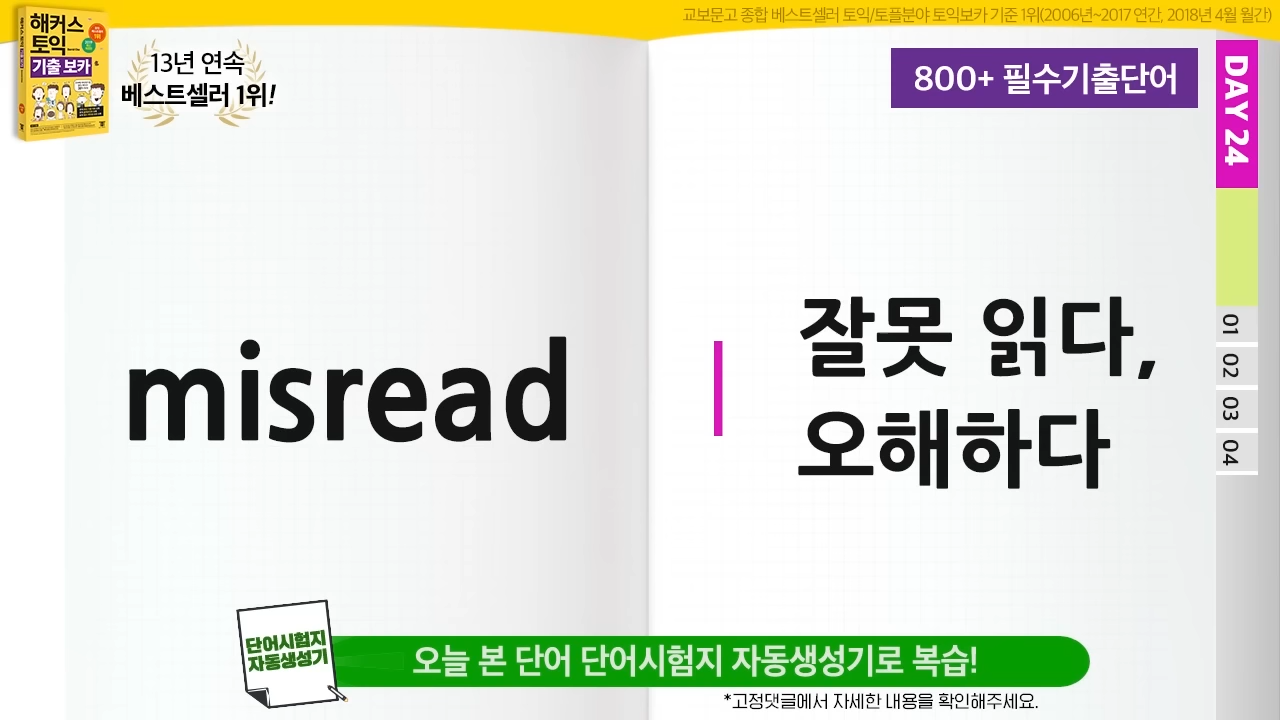 교보문고 종합 베스트셀러 토익/토플분야 토익보카 기준 1위(2006년~2017 연간, 2018년 4월 월간)
해커스
토익
기출 보카
13년 연속
베스트셀러 1위!
800+ 필수기출단어
DAY 24
01
02
03
04
misread
잘못 읽다,
오해하다
단어시험지
자동생성기
오늘 본 단어 단어시험지 자동생성기로 복습!
*고정댓글에서 자세한 내용을 확인해주세요.